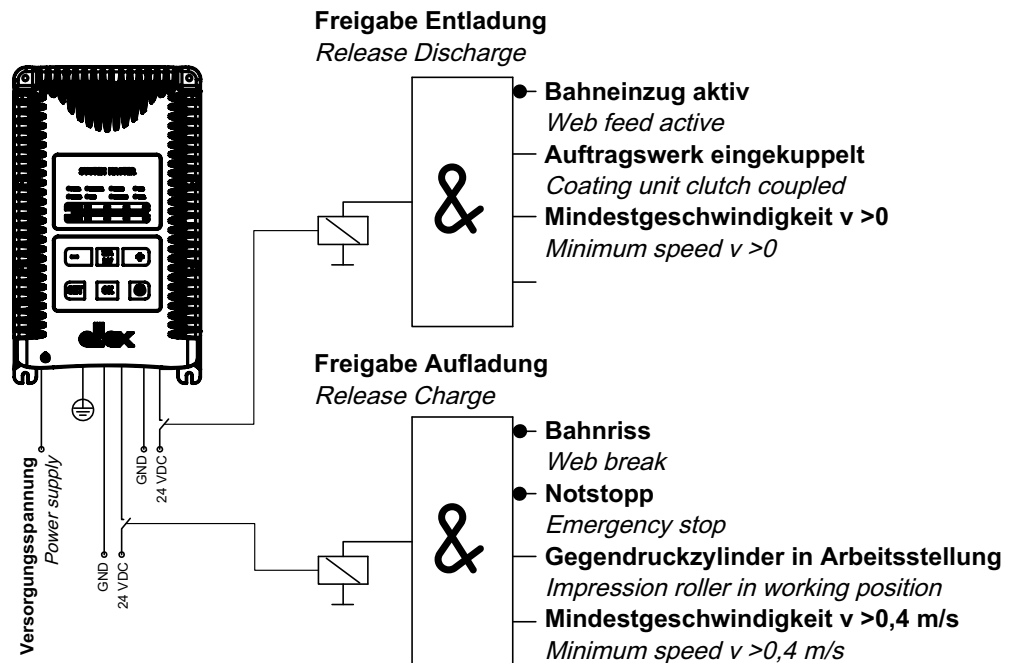 Freigabe Entladung
Release Discharge
&
Bahneinzug aktiv
Web feed active
Auftragswerk eingekuppelt
Coating unit clutch coupled
Mindestgeschwindigkeit v >0
Minimum speed v >0
eltex
Versorgungsspannung
Power supply
GND
24 VDC
GND
24 VDC
Freigabe Aufladung
Release Charge
&
Bahnriss
Web break
Notstopp
Emergency stop
Gegendruckzylinder in Arbeitsstellung
Impression roller in working position
Mindestgeschwindigkeit v >0,4 m/s
Minimum speed v >0,4 m/s